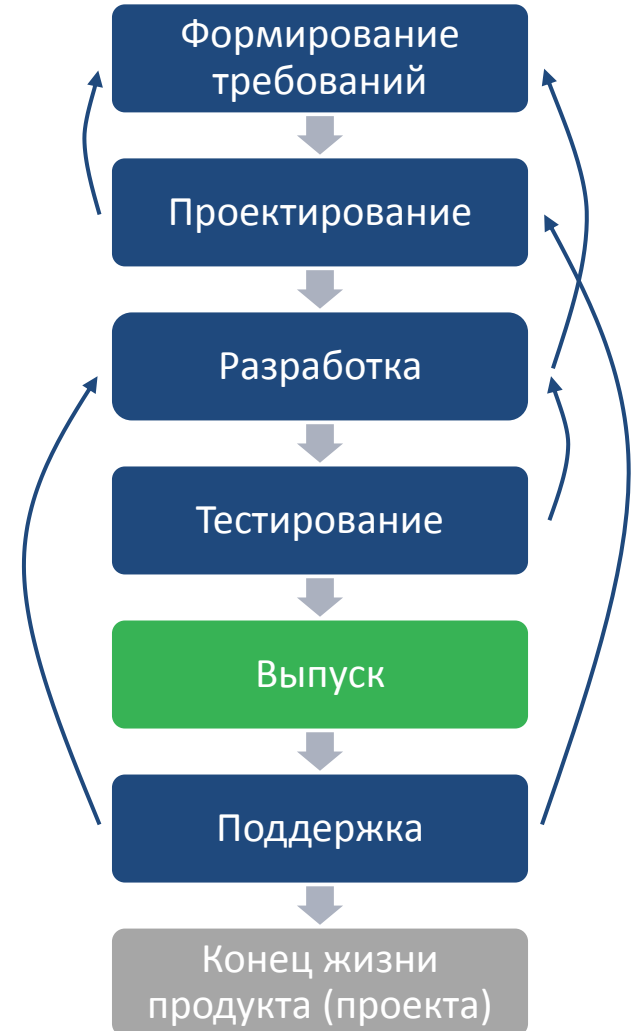 Формирование
требований
Проектирование
Разработка
Тестирование
Выпуск
Поддержка
Конец жизни
продукта (проекта)